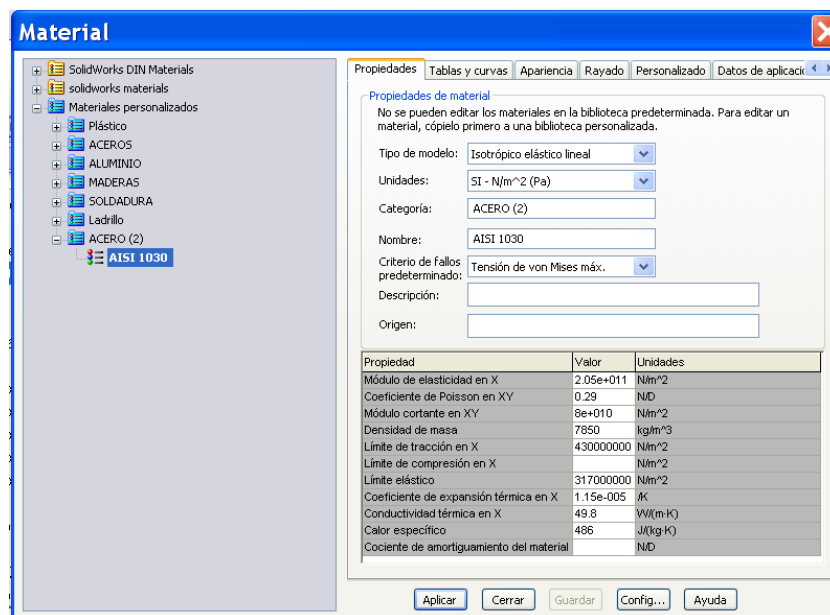 Material
SolidWorks DIN Materials
solidworks materials
Materiales personalizados
Plástico
ACEROS
ALUMINIO
MADERAS
SOLDADURA
Ladrillo
ACERO (2)
AISI 1030
Propiedades Tablas y curvas Apariencia Rayado Personalizado Datos de aplicació
Propiedades de material
No se pueden editar los materiales en la biblioteca predeterminada. Para editar un
material, cópielo primero a una biblioteca personalizada.
Tipo de modelo: Isotrópico elástico lineal
Unidades: SI - N/m^2 (Pa)
Categoría: ACERO (2)
Nombre: AISI 1030
Criterio de fallos
predeterminado: Tensión de von Mises máx.
Descripción:
Origen:
Propiedad Valor Unidades
Módulo de elasticidad en X 2.05e+011 N/m^2
Coeficiente de Poisson en XY 0.29 N/D
Módulo cortante en XY 8e+010 N/m^2
Densidad de masa 7850 kg/m^3
Límite de tracción en X 430000000 N/m^2
Límite de compresión en X N/m^2
Límite elástico 317000000 N/m^2
Coeficiente de expansión térmica en X 1.15e-005 /K
Conductividad térmica en X 49.8 W/(m·K)
Calor específico 486 J/(kg·K)
Cociente de amortiguamiento del material N/D
Aplicar Cerrar Guardar Config... Ayuda